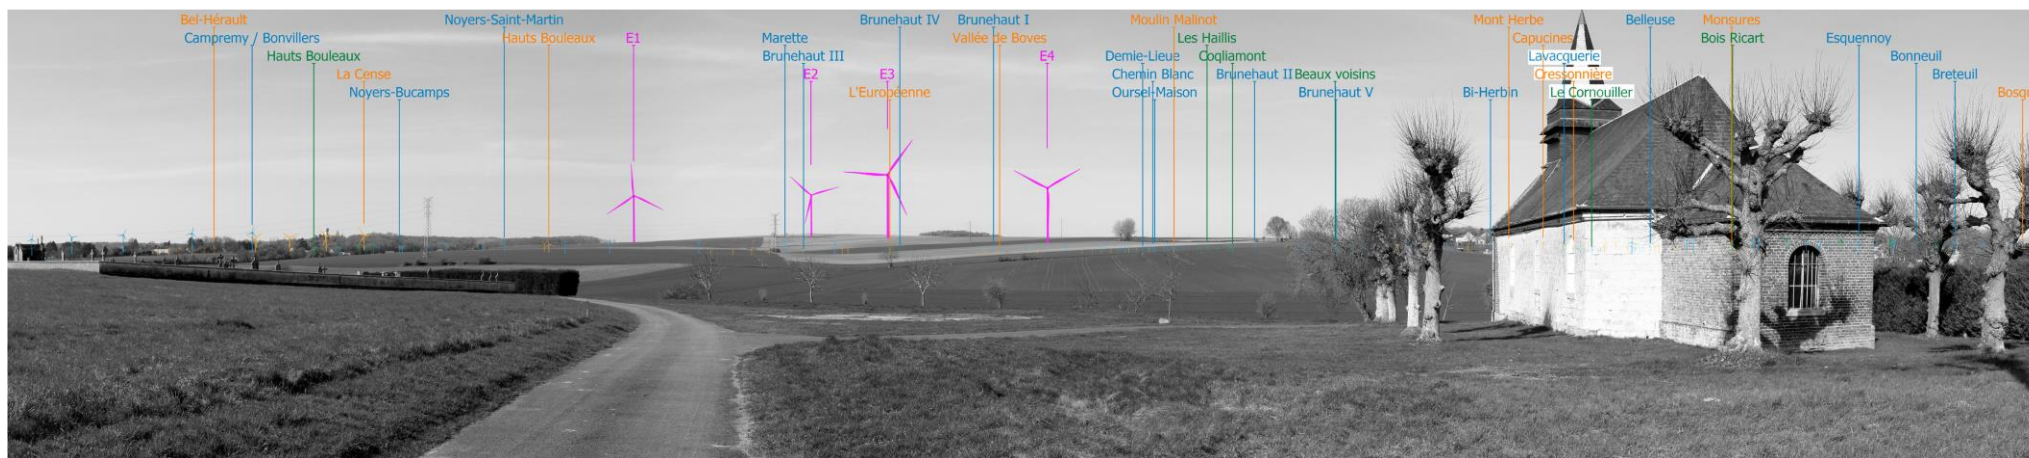 Bel-Hérault
Noyers-Saint-Martin
Brunehaut IV
Brunehaut I
Moulin Malinot
Mont Herbe
Belleuse
Monsures
Campremy / Bonvillers
Hauts Bouleaux
E1
Marette
Vallée de Boves
Les Haillis
Capucines
Bois Ricart
Esquennoy
Hauts Bouleaux
Brunehaut III
E4
Demie-Lieue
Coqliamont
Lavacquerie
Bonneuil
La Cense
E2
E3
Chemin Blanc
Brunehaut II
Beaux voisins
Cressonnière
Breteuil
Noyers-Bucamps
L'Européenne
Oursel-Maison
Brunehaut V
Bi-Herbin
Le Cornouiller
Bosqu